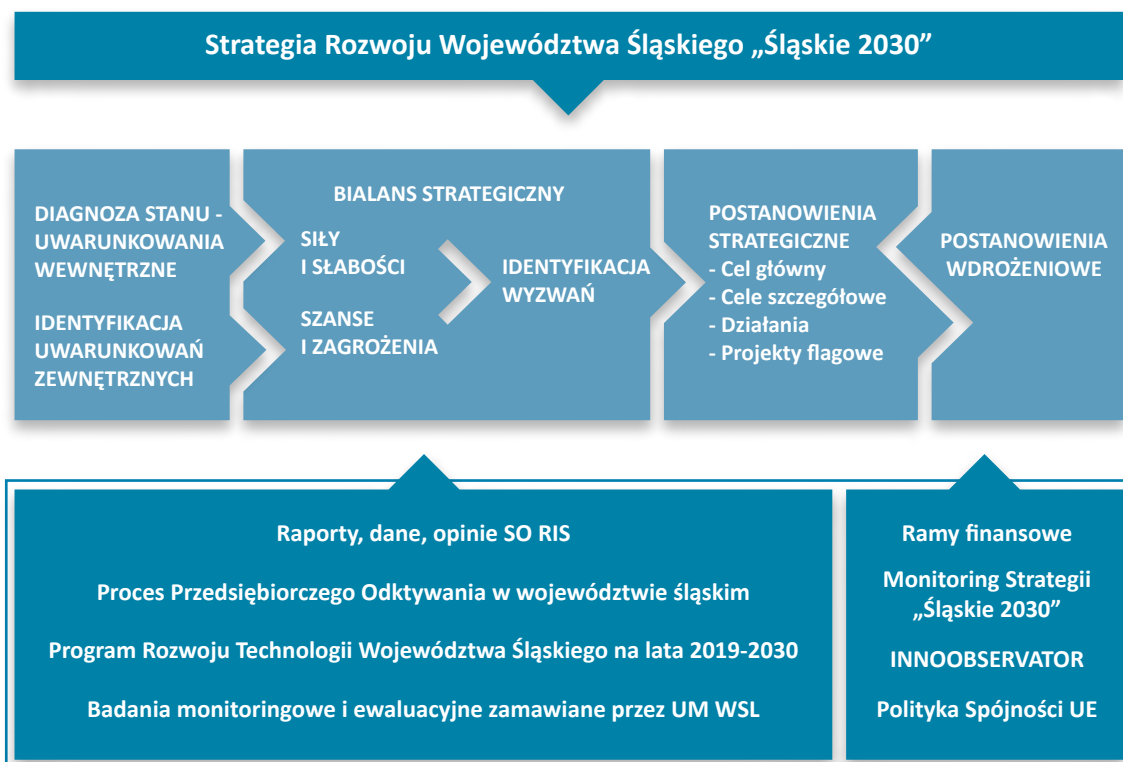 Strategia Rozwoju Województwa Śląskiego „Śląskie 2030”
DIAGNOZA STANU -
UWARUNKOWANIA
WEWNĘTRZNE
IDENTYFIKACJA
UWARUNKOWAŃ
ZEWNĘTRZNYCH
BIALANS STRATEGICZNY
SIŁY
I SŁABOŚCI
SZANSE
I ZAGROŻENIA
IDENTYFIKACJA
WYZWAŃ
POSTANOWIENIA
STRATEGICZNE
- Cel główny
- Cele szczegółowe
- Działania
- Projekty flagowe
POSTANOWIENIA
WDROŻENIOWE
Raporty, dane, opinie SO RIS
Proces Przedsiębiorczego Odktywania w województwie śląskim
Program Rozwoju Technologii Województwa Śląskiego na lata 2019-2030
Badania monitoringowe i ewaluacyjne zamawiane przez UM WSL
Ramy finansowe
Monitoring Strategii
„Śląskie 2030”
INNOOBSERVATOR
Polityka Spójności UE